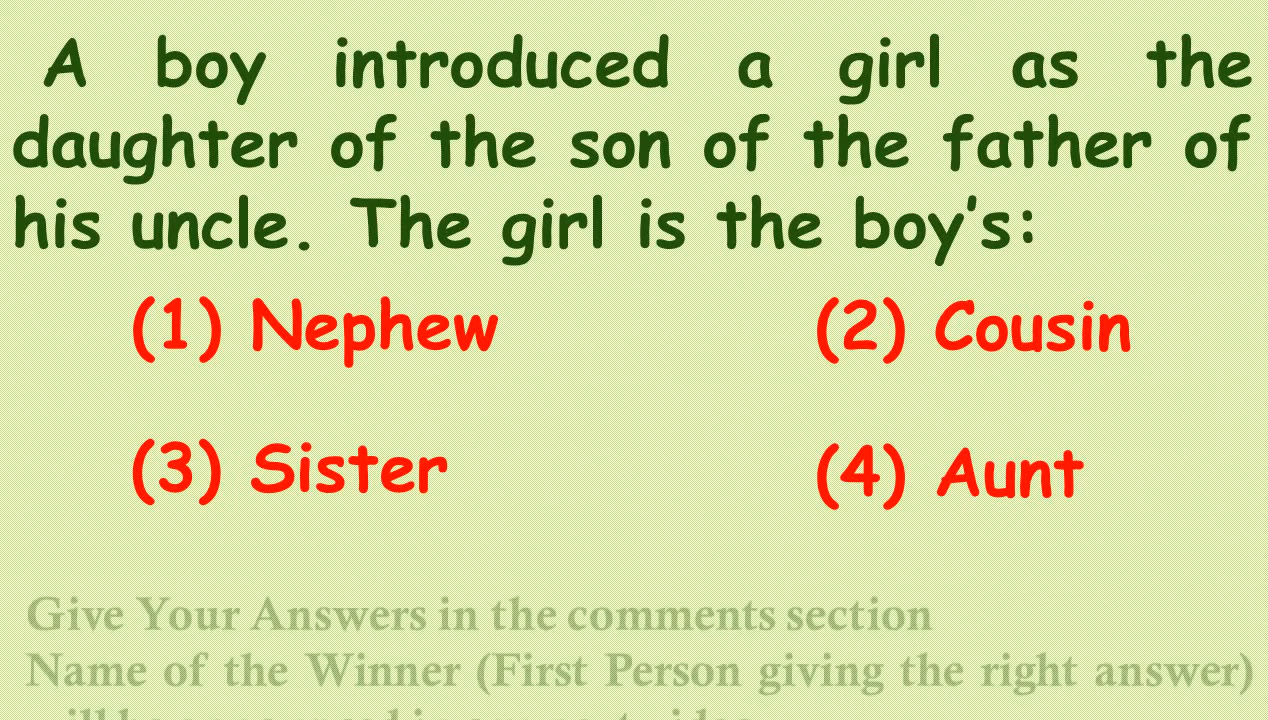 A boy introduced a girl as the
daughter of the son of the father of
his uncle. The girl is the boy's:
(1) Nephew (2) Cousin
(3) Sister (4) Aunt
Give Your Answers in the comments section
Name of the Winner (First Person giving the right answer)